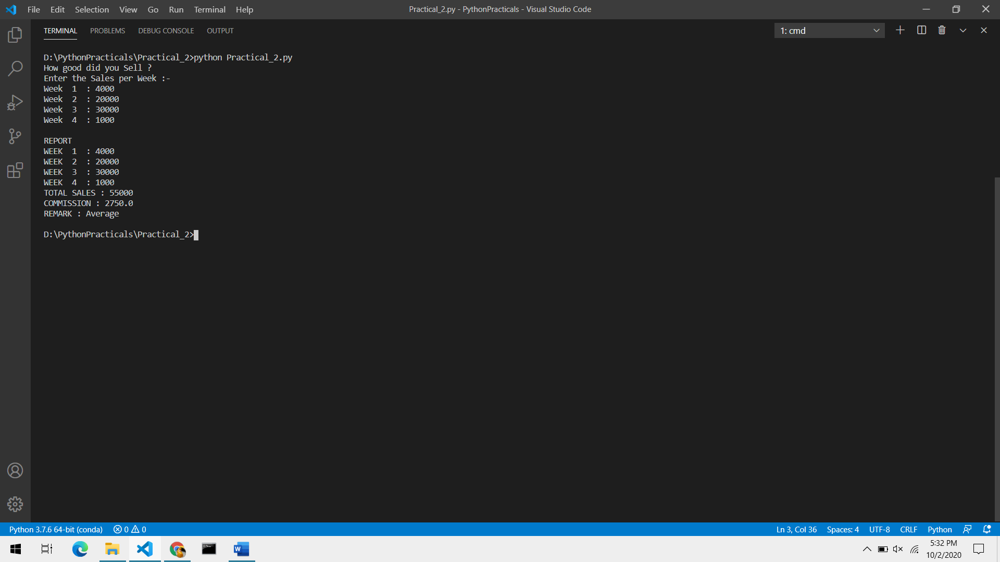 File Edit Selection View Go Run Terminal Help
Practical_2.py - PythonPracticals - Visual Studio Code
TERMINAL PROBLEMS DEBUG CONSOLE OUTPUT
1: cmd
D:\PythonPracticals\Practical_2>python Practical_2.py
How good did you Sell ?
Enter the Sales per Week :-
Week  1  : 4000
Week  2  : 20000
Week  3  : 30000
Week  4  : 1000
REPORT
WEEK  1  : 4000
WEEK  2  : 20000
WEEK  3  : 30000
WEEK  4  : 1000
TOTAL SALES : 55000
COMMISSION : 2750.0
REMARK : Average
D:\PythonPracticals\Practical_2>
Python 3.7.6 64-bit (conda) 0 0
Ln 3, Col 36 Spaces: 4 UTF-8 CRLF Python
5:32 PM
10/2/2020